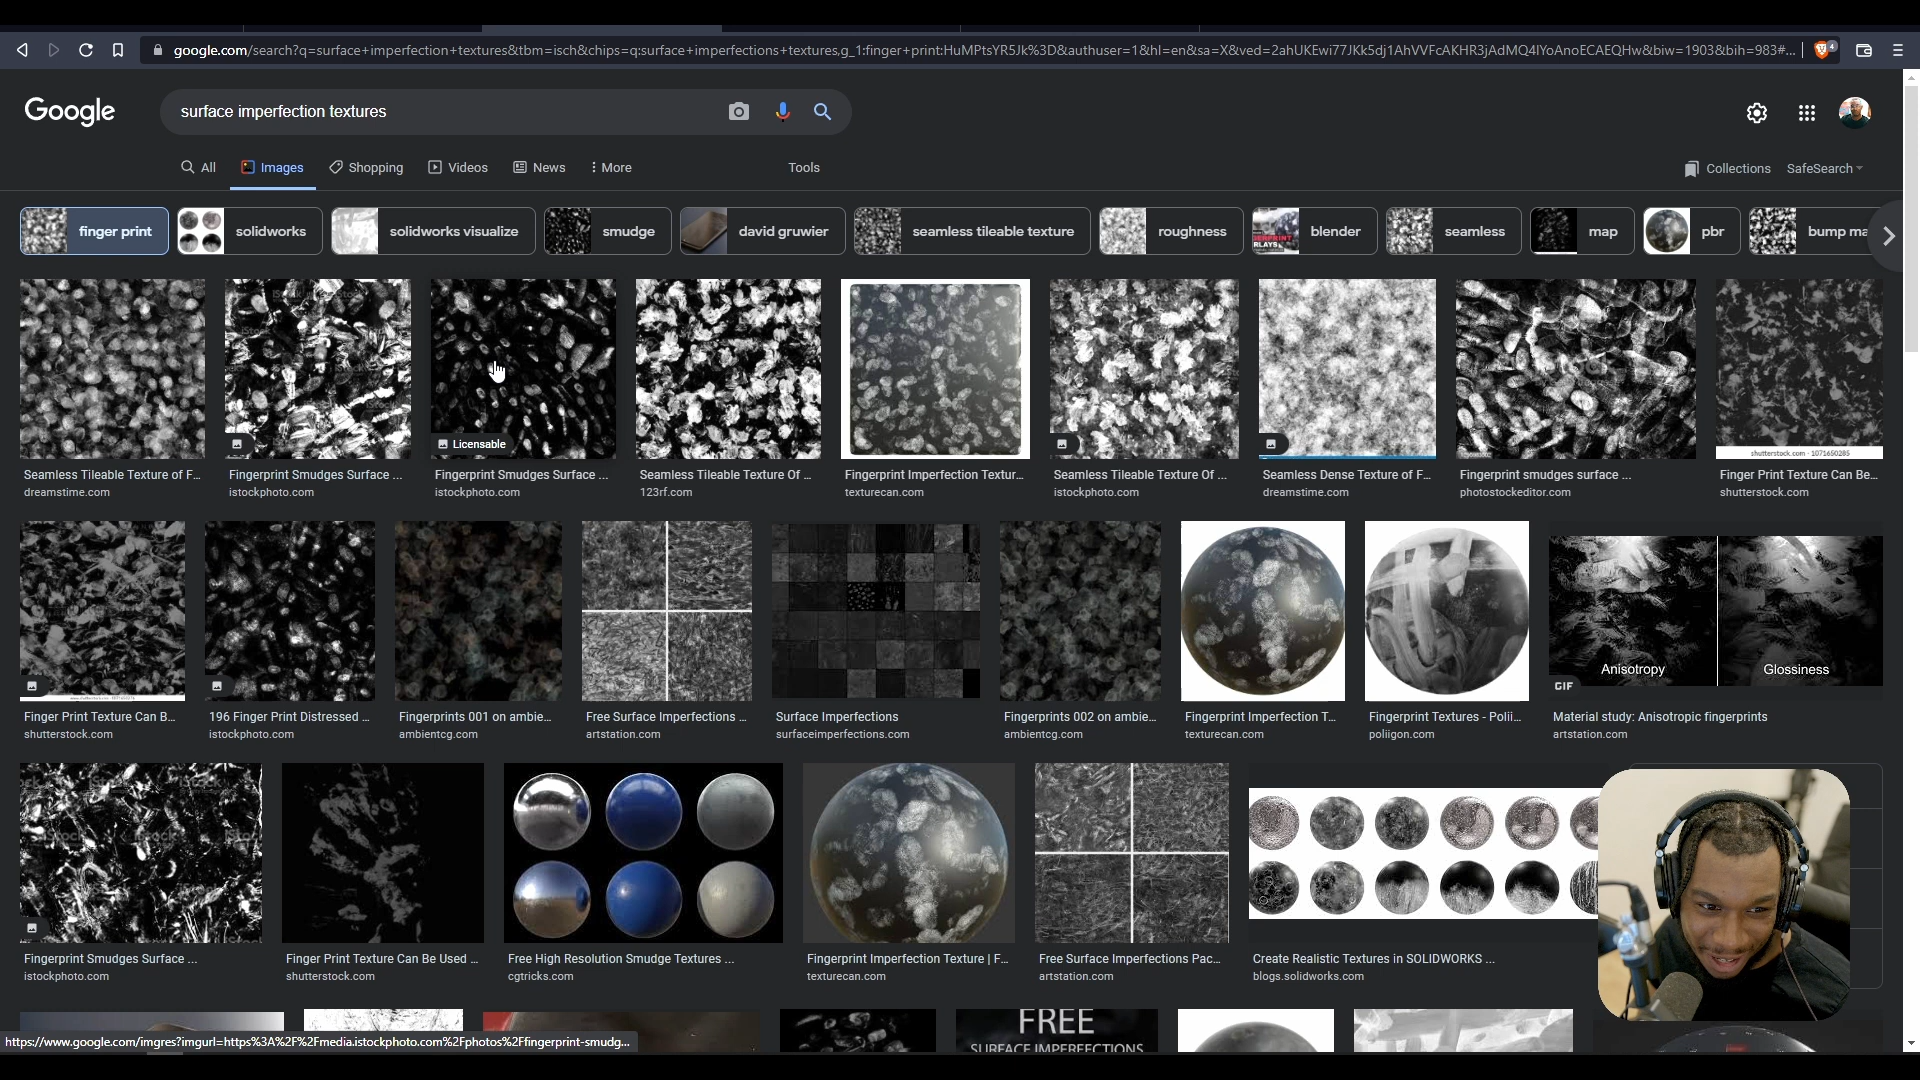 google.com/search?q=surface+imperfection+textures&tbm=isch&chips=q:surface+imperfections+textures,g_1:finger+print:HuMPtsYR5Jk%3D&authuser=1&hl=en&sa=X&ved=2ahUKEwi77JKk5dj1AhVVFcAKHR3jAdMQ4lYoAnoECAEQHw&biw=1903&bih=983#...
4
Google
surface imperfection textures
All Images Shopping Videos News More Tools Collections SafeSearch
finger print solidworks solidworks visualize smudge david gruwier seamless tileable texture roughness blender seamless map pbr bump ma
Licensable
shutterstock.com · 1071650285
Seamless Tileable Texture of F... Fingerprint Smudges Surface ... Fingerprint Smudges Surface ... Seamless Tileable Texture Of ... Fingerprint Imperfection Textur... Seamless Tileable Texture Of ... Seamless Dense Texture of F... Fingerprint smudges surface ... Finger Print Texture Can Be...
dreamstime.com istockphoto.com istockphoto.com 123rf.com texturecan.com istockphoto.com dreamstime.com photostockeditor.com shutterstock.com
Anisotropy Glossiness
GIF
Finger Print Texture Can B... 196 Finger Print Distressed ... Fingerprints 001 on ambie... Free Surface Imperfections ... Surface Imperfections Fingerprints 002 on ambie... Fingerprint Imperfection T... Fingerprint Textures - Polii... Material study: Anisotropic fingerprints
shutterstock.com istockphoto.com ambientcg.com artstation.com surfaceimperfections.com ambientcg.com texturecan.com poliigon.com artstation.com
iStock
Fingerprint Smudges Surface ... Finger Print Texture Can Be Used ... Free High Resolution Smudge Textures ... Fingerprint Imperfection Texture | F... Free Surface Imperfections Pac... Create Realistic Textures in SOLIDWORKS ...
istockphoto.com shutterstock.com cgtricks.com texturecan.com artstation.com blogs.solidworks.com
FREE
SURFACE IMPERFECTIONS
https://www.google.com/imgres?imgurl=https%3A%2F%2Fmedia.istockphoto.com%2Fphotos%2Ffingerprint-smudg...